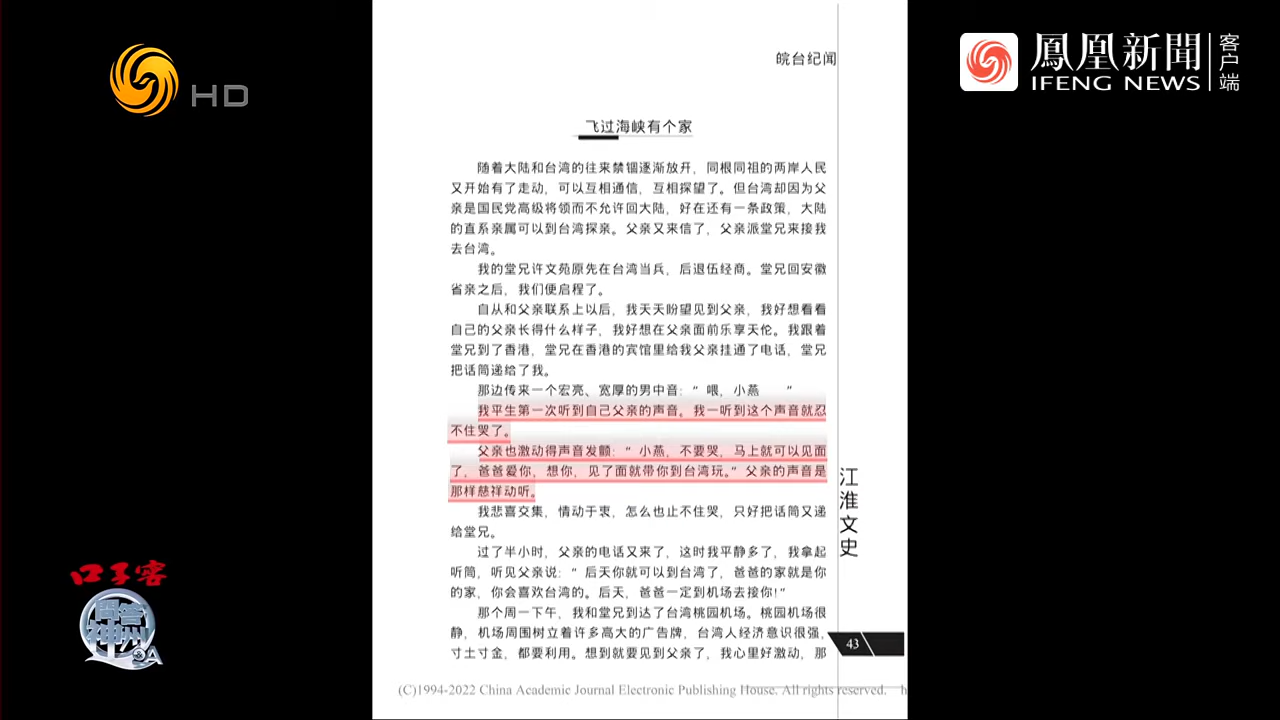 HD
鳳凰新聞
IFENG NEWS
客户端
皖台纪闻
飞过海峡有个家
随着大陆和台湾的往来禁锢逐渐放开，同根同祖的两岸人民
又开始有了走动，可以互相通信，互相探望了。但台湾却因为父
亲是国民党高级将领而不允许回大陆，好在还有一条政策，大陆
的直系亲属可以到台湾探亲。父亲又来信了，父亲派堂兄来接我
去台湾。
我的堂兄许文苑原先在台湾当兵，后退伍经商。堂兄回安徽
省亲之后，我们便启程了。
自从和父亲联系上以后，我天天盼望见到父亲，我好想看看
自己的父亲长得什么样子，我好想在父亲面前乐享天伦。我跟着
堂兄到了香港，堂兄在香港的宾馆里给我父亲挂通了电话，堂兄
把话筒递给了我。
那边传来一个宏亮、宽厚的男中音：“喂，小燕 ”
我平生第一次听到自己父亲的声音。我一听到这个声音就忍
不住哭了。
父亲也激动得声音发颤：“小燕，不要哭，马上就可以见面
了，爸爸爱你，想你，见了面就带你到台湾玩。”父亲的声音是
那样慈祥动听。
我悲喜交集，情动于衷，怎么也止不住哭，只好把话筒又递
给堂兄。
过了半小时，父亲的电话又来了，这时我平静多了，我拿起
听筒，听见父亲说：“后天你就可以到台湾了，爸爸的家就是你
的家，你会喜欢台湾的。后天，爸爸一定到机场去接你！”
那个周一下午，我和堂兄到达了台湾桃园机场。桃园机场很
静，机场周围树立着许多高大的广告牌，台湾人经济意识很强，
寸土寸金，都要利用。想到就要见到父亲了，我心里好激动，那
江淮文史
43
(C)1994-2022 China Academic Journal Electronic Publishing House. All rights reserved. h
口子窖
問答
神州